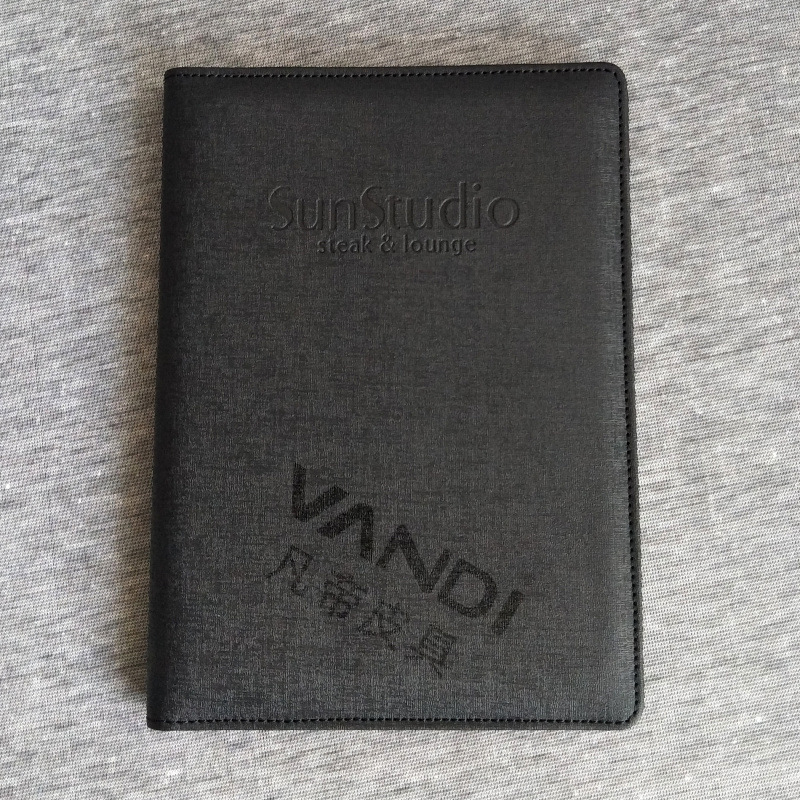 SunStudio
steak & lounge
VANDI
凡帝皮具